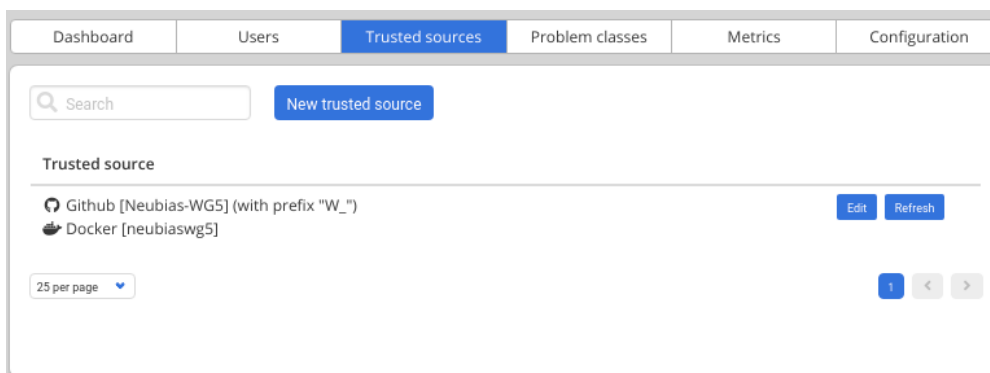 Dashboard Users Trusted sources Problem classes Metrics Configuration
Search New trusted source
Trusted source
Github [Neubias-WG5] (with prefix "W_") Edit Refresh
Docker [neubiaswg5]
25 per page 1 < >